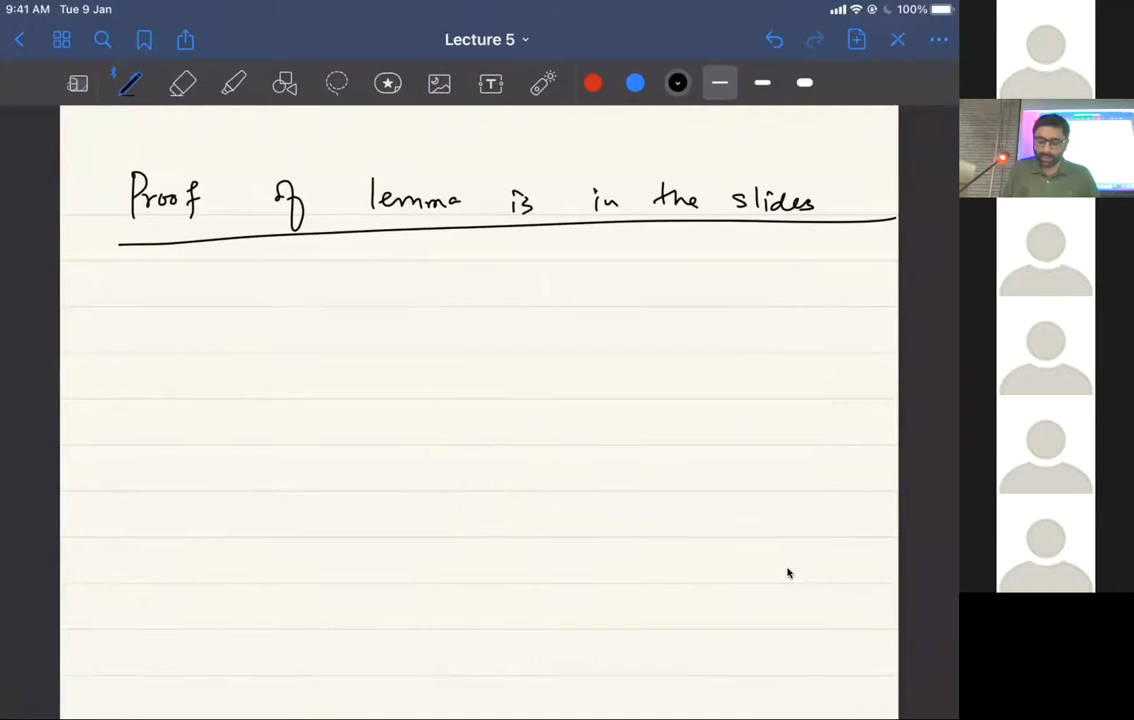 9:41 AM Tue 9 Jan
100%
Lecture 5
T
Proof of lemma is in the slides